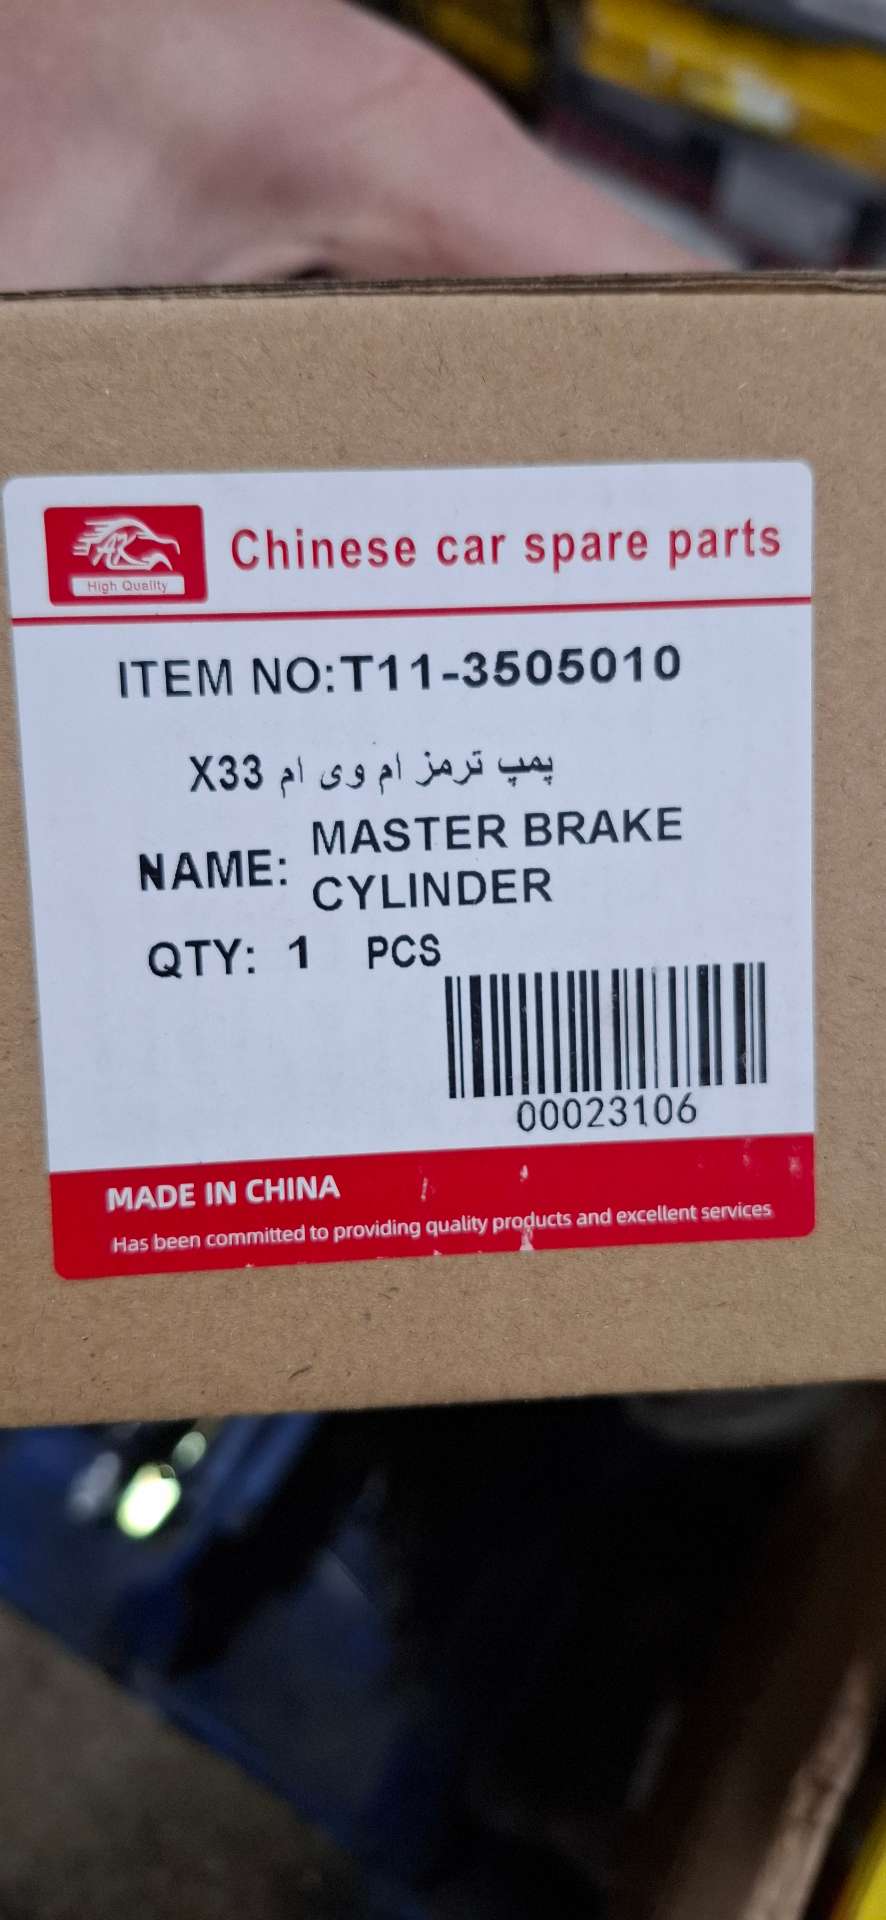 AK
High Quality
Chinese car spare parts
ITEM NO:T11-3505010
پمپ ترمز ام وی ام X33
NAME: MASTER BRAKE
CYLINDER
QTY: 1 PCS
00023106
MADE IN CHINA
Has been committed to providing quality products and excellent services